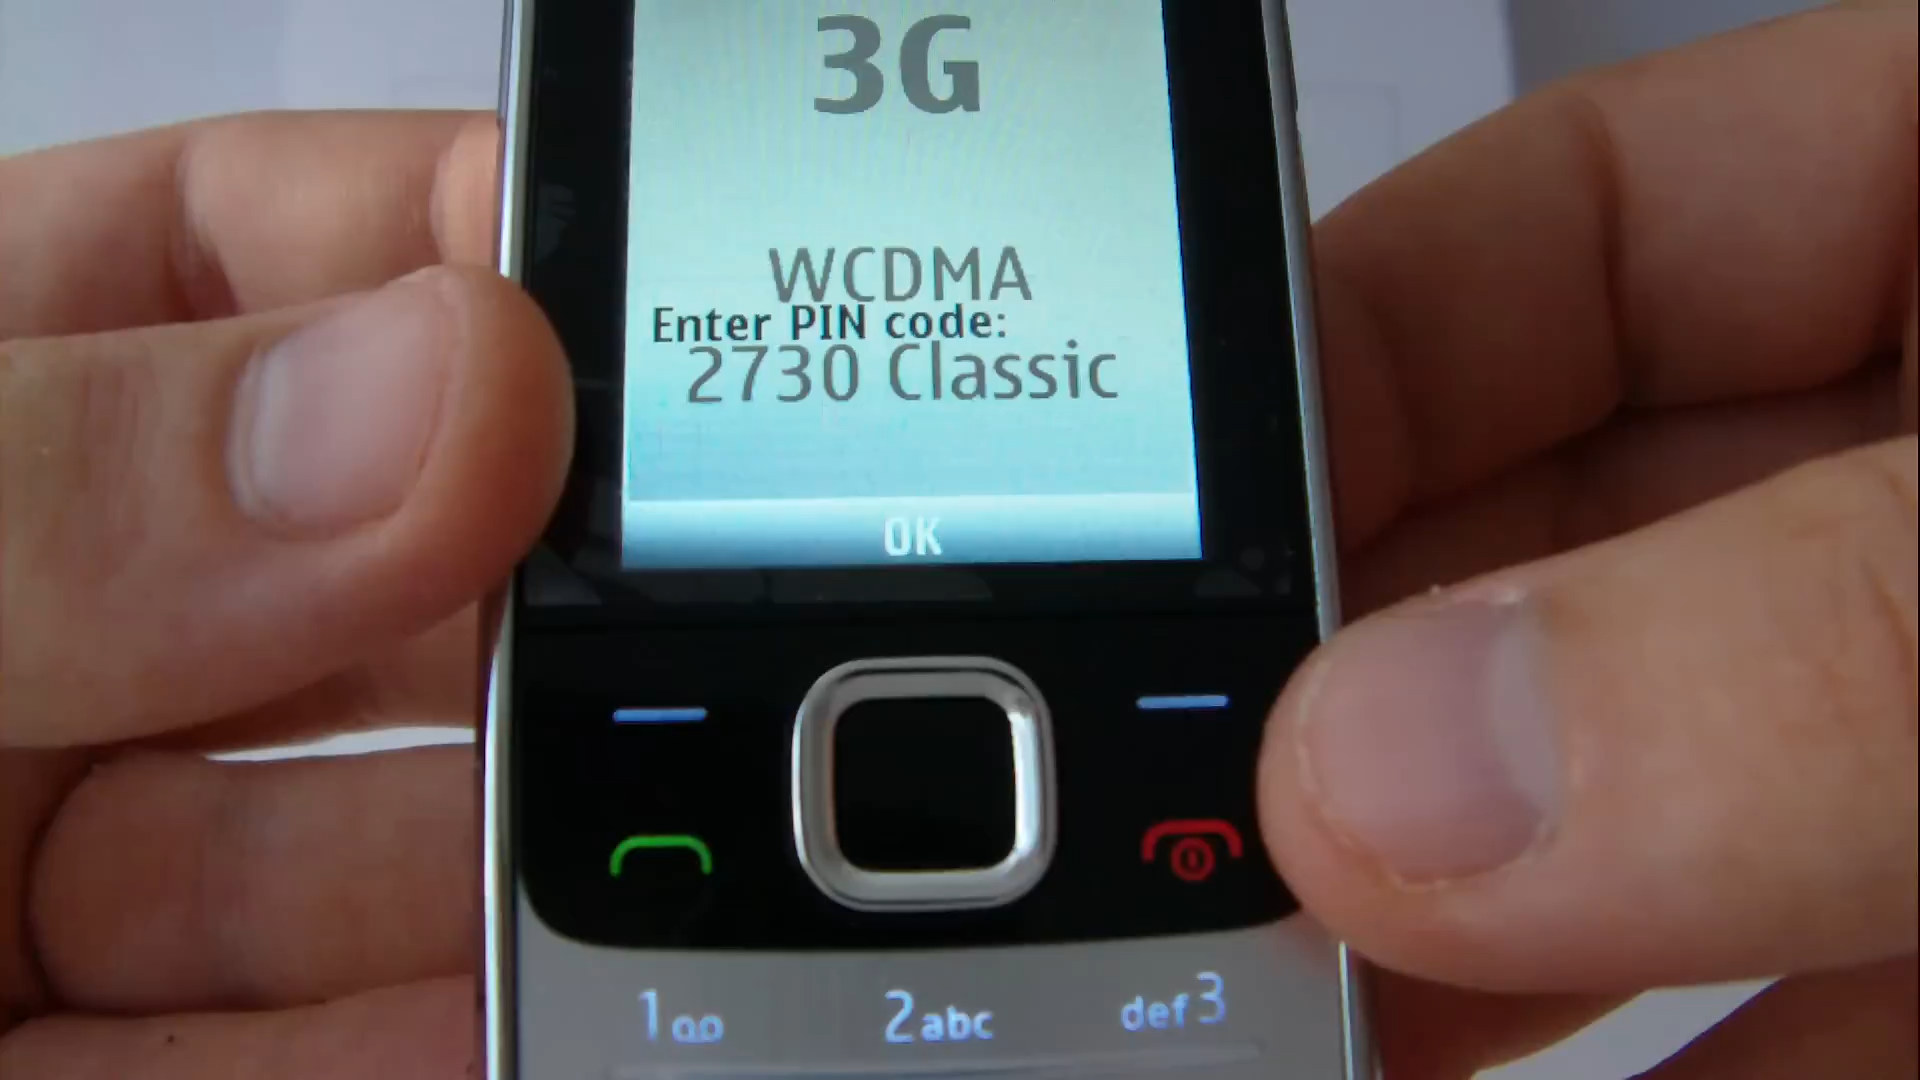 3G
WCDMA
Enter PIN code:
2730 Classic
OK
1
2abc
def3